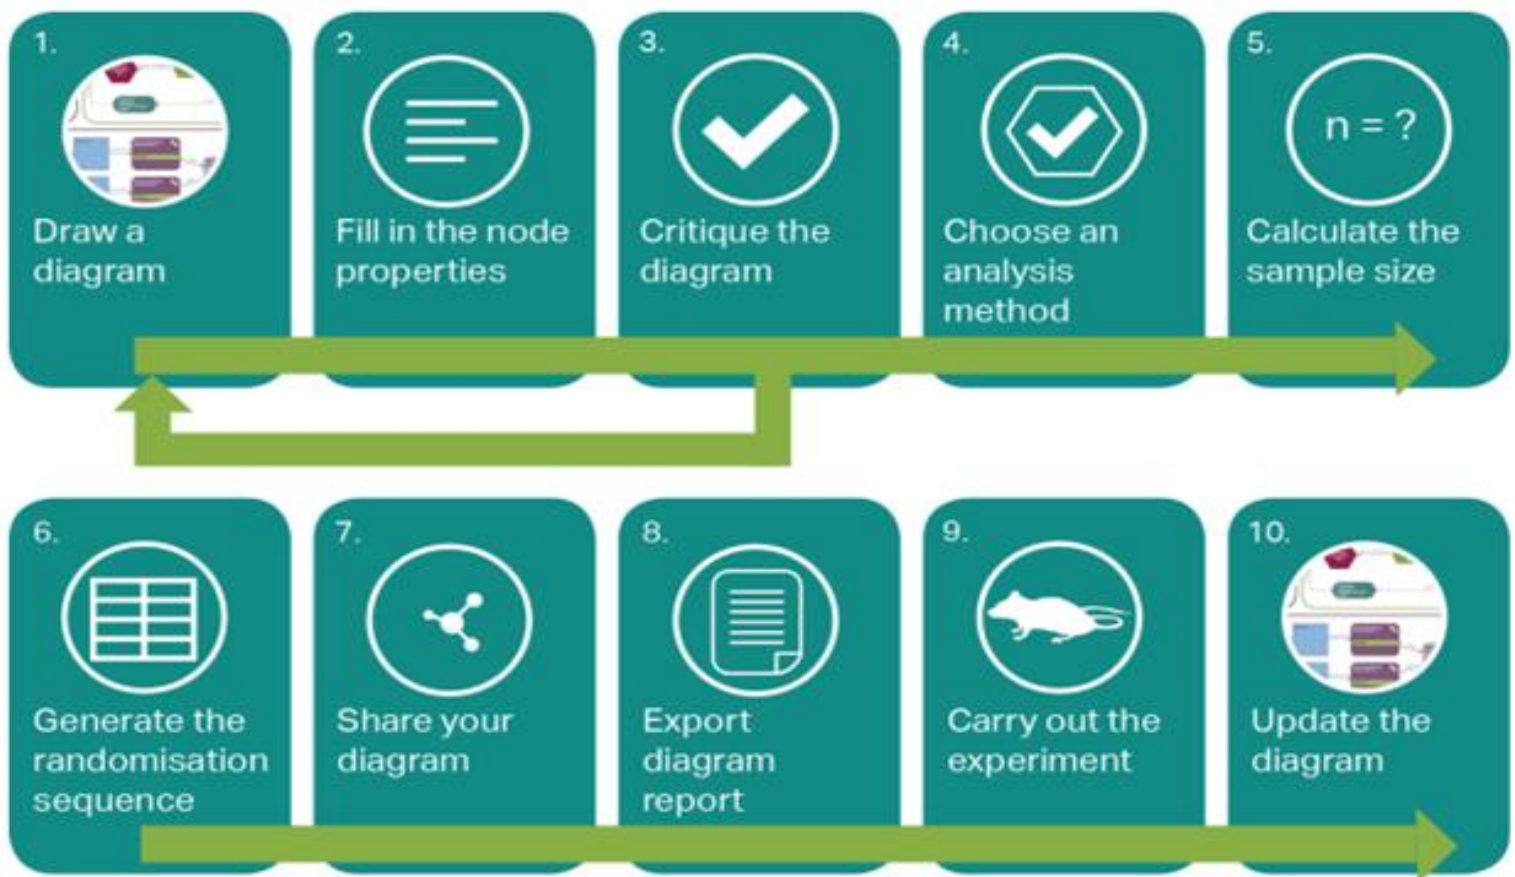 1.
Draw a
diagram
2.
Fill in the node
properties
3.
Critique the
diagram
4.
Choose an
analysis
method
5.
n = ?
Calculate the
sample size
6.
Generate the
randomisation
sequence
7.
Share your
diagram
8.
Export
diagram
report
9.
Carry out the
experiment
10.
Update the
diagram